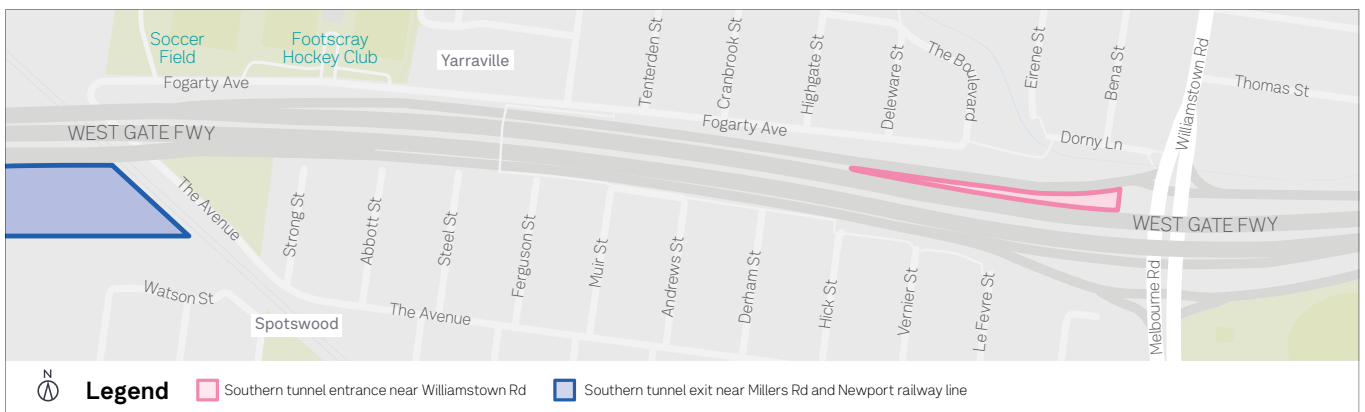 Soccer
Field
Footscray
Hockey Club
Yarraville
Fogarty Ave
WEST GATE FWY
Tenterden St
Cranbrook St
Highgate St
Deleware St
The Boulevard
Eirene St
Bena St
Williamstown Rd
Thomas St
Fogarty Ave
Dorny Ln
WEST GATE FWY
The Avenue
Strong St
Abbott St
Steel St
Ferguson St
Muir St
Andrews St
Derham St
Hick St
Vernier St
Le Fevre St
Melbourne Rd
Watson St
The Avenue
Spotswood
N
Legend
Southern tunnel entrance near Williamstown Rd
Southern tunnel exit near Millers Rd and Newport railway line